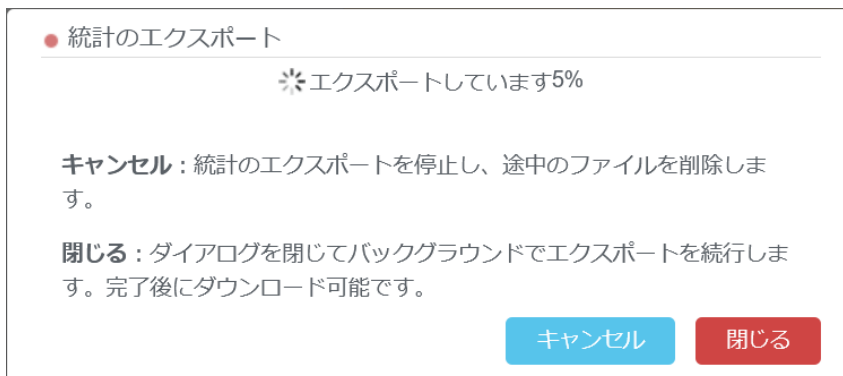 統計のエクスポート
エクスポートしています5%
キャンセル：統計のエクスポートを停止し、途中のファイルを削除しま
す。
閉じる：ダイアログを閉じてバックグラウンドでエクスポートを続行しま
す。完了後にダウンロード可能です。
キャンセル 閉じる